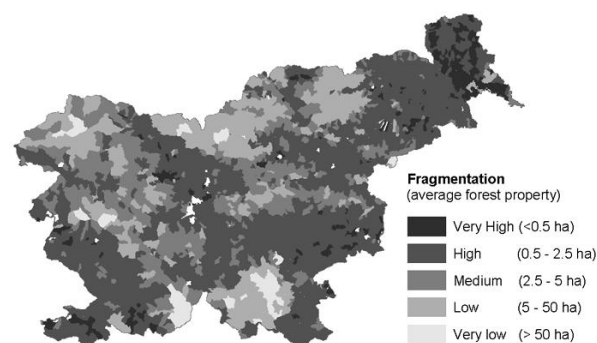 Fragmentation
(average forest property)
Very High (<0.5 ha)
High (0.5 - 2.5 ha)
Medium (2.5 - 5 ha)
Low (5 - 50 ha)
Very low (> 50 ha)